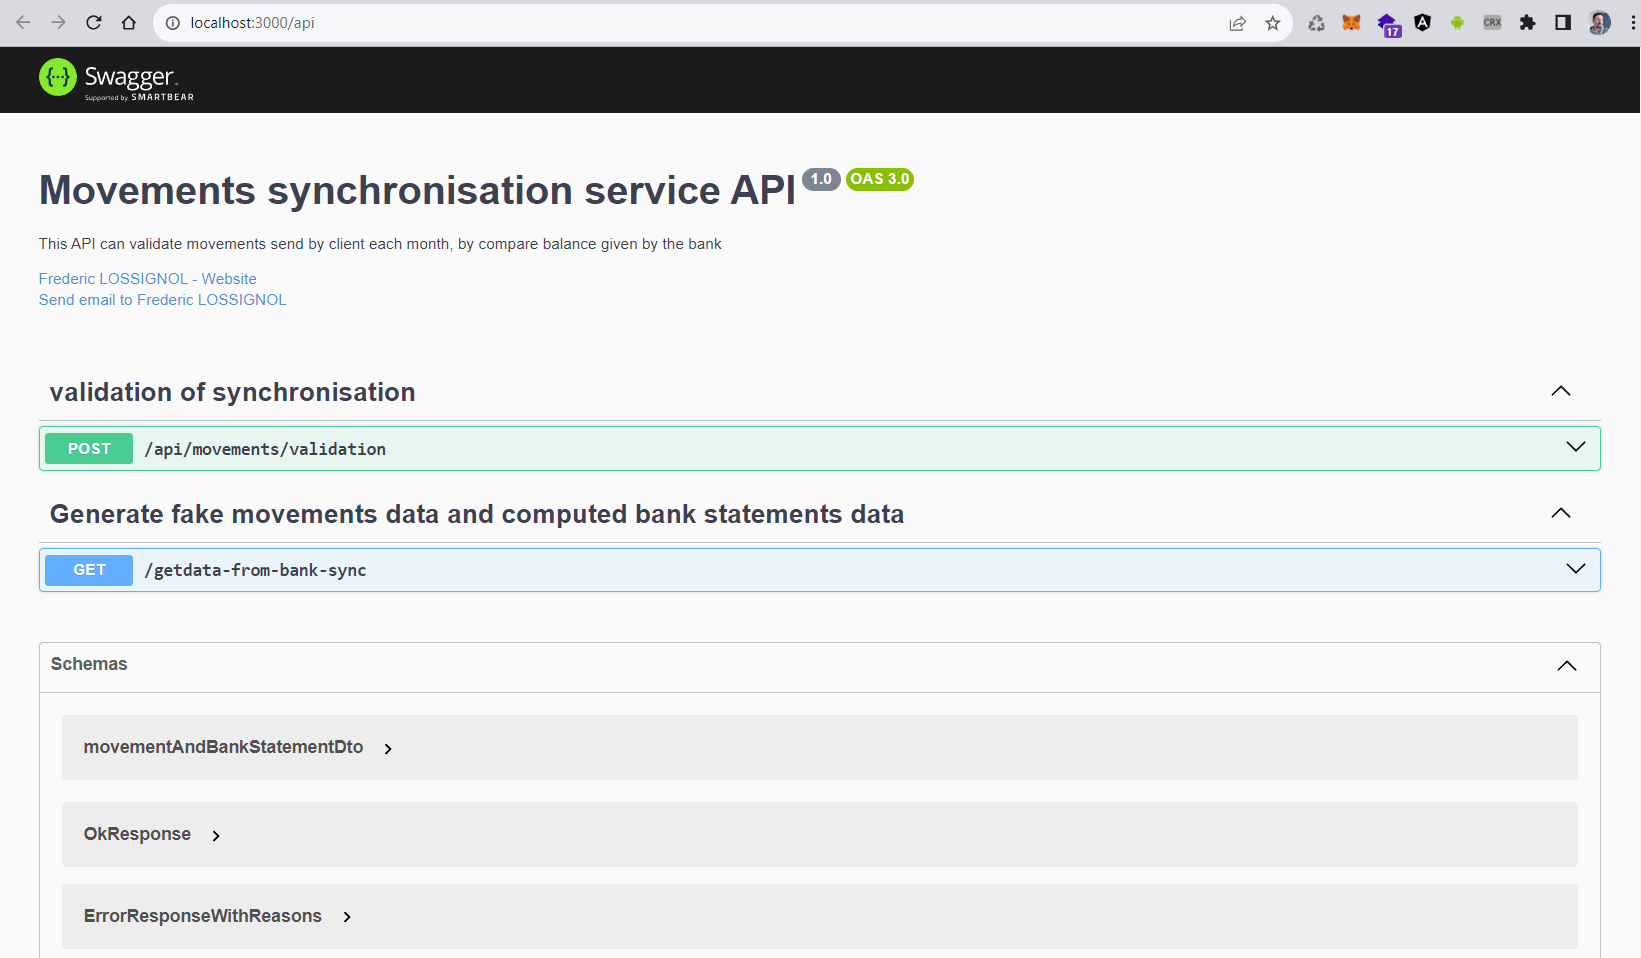 localhost:3000/api
CRX
17
Swagger
Supported by SMARTBEAR
Movements synchronisation service API 1.0 OAS 3.0
This API can validate movements send by client each month, by compare balance given by the bank
Frederic LOSSIGNOL - Website
Send email to Frederic LOSSIGNOL
validation of synchronisation
POST /api/movements/validation
Generate fake movements data and computed bank statements data
GET /getdata-from-bank-sync
Schemas
movementAndBankStatementDto
OkResponse
ErrorResponseWithReasons